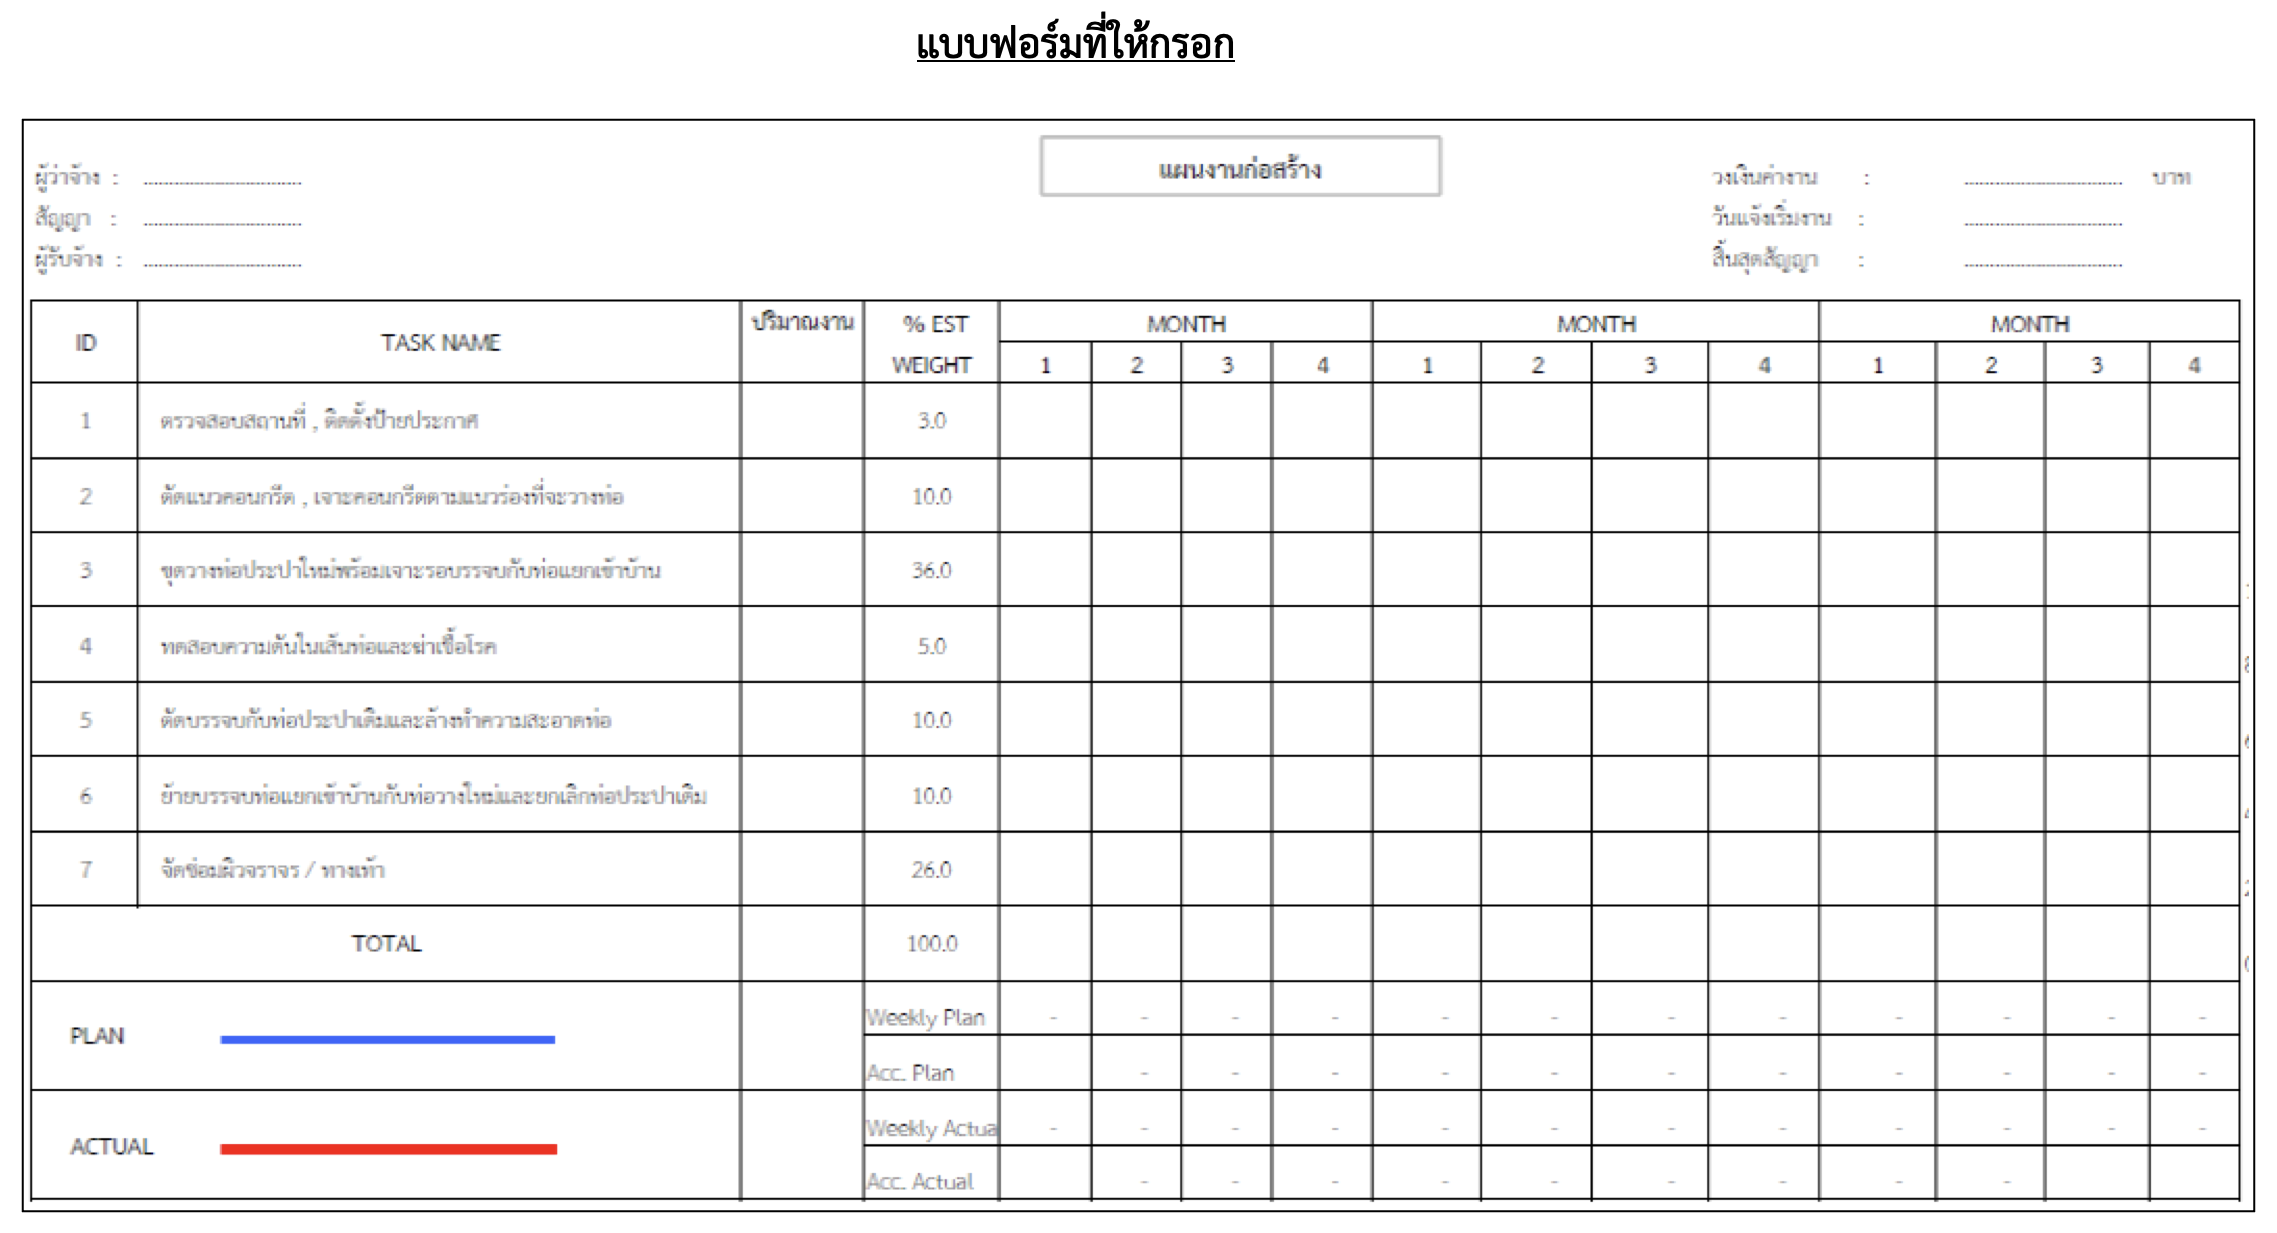 แบบฟอร์มที่ให้กรอก
แผนงานก่อสร้าง
ผู้ว่าจ้าง : วงเงินค่างาน : บาท
สัญญา : วันแจ้งเริ่มงาน :
ผู้รับจ้าง : สิ้นสุดสัญญา :
ID TASK NAME ปริมาณงาน % EST WEIGHT MONTH MONTH MONTH
1 2 3 4 1 2 3 4 1 2 3 4
1 ตรวจสอบสถานที่ , ติดตั้งป้ายประกาศ 3.0
2 ตัดแนวคอนกรีต , เจาะคอนกรีตตามแนวร่องที่จะวางท่อ 10.0
3 ขุดวางท่อประปาใหม่พร้อมเจาะรอบรรจบกับท่อแยกเข้าบ้าน 36.0
4 ทดสอบความดันในเส้นท่อและฆ่าเชื้อโรค 5.0
5 ตัดบรรจบกับท่อประปาเดิมและล้างทำความสะอาดท่อ 10.0
6 ย้ายบรรจบท่อแยกเข้าบ้านกับท่อวางใหม่และยกเลิกท่อประปาเดิม 10.0
7 จัดซ่อมผิวจราจร / ทางเท้า 26.0
TOTAL 100.0
PLAN Weekly Plan - - - - - - - - - - - -
Acc. Plan - - - - - - - - - - -
ACTUAL Weekly Actua - - - - - - - - - - - -
Acc. Actual - - - - - - - - -